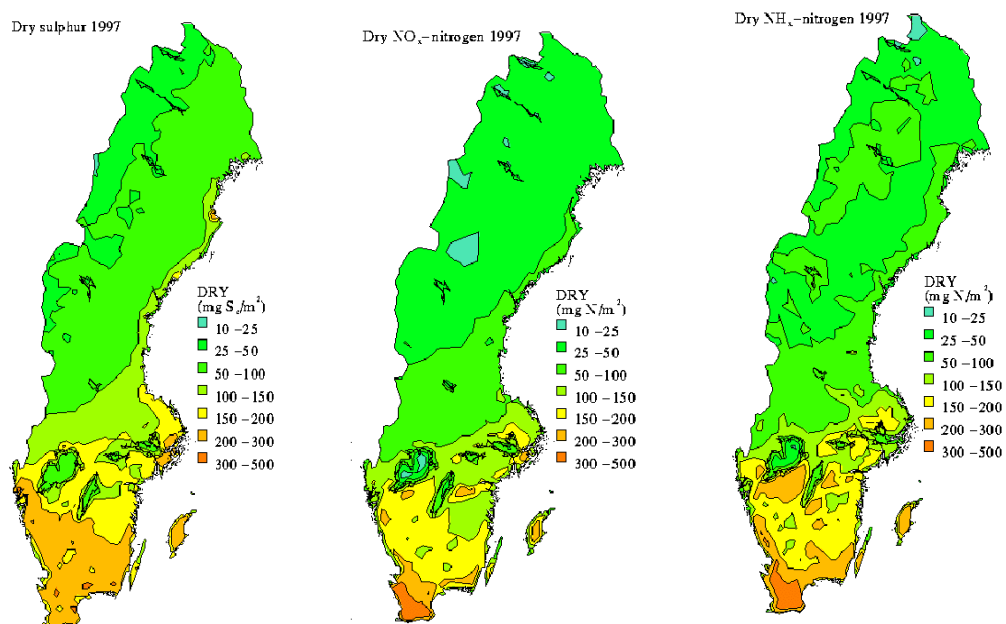 Dry sulphur 1997
DRY
(mg Sₓ/m²)
10 –25
25 –50
50 –100
100 –150
150 –200
200 –300
300 –500
Dry NOₓ–nitrogen 1997
DRY
(mg N/m²)
10 –25
25 –50
50 –100
100 –150
150 –200
200 –300
300 –500
Dry NHₓ–nitrogen 1997
DRY
(mg N/m²)
10 –25
25 –50
50 –100
100 –150
150 –200
200 –300
300 –500